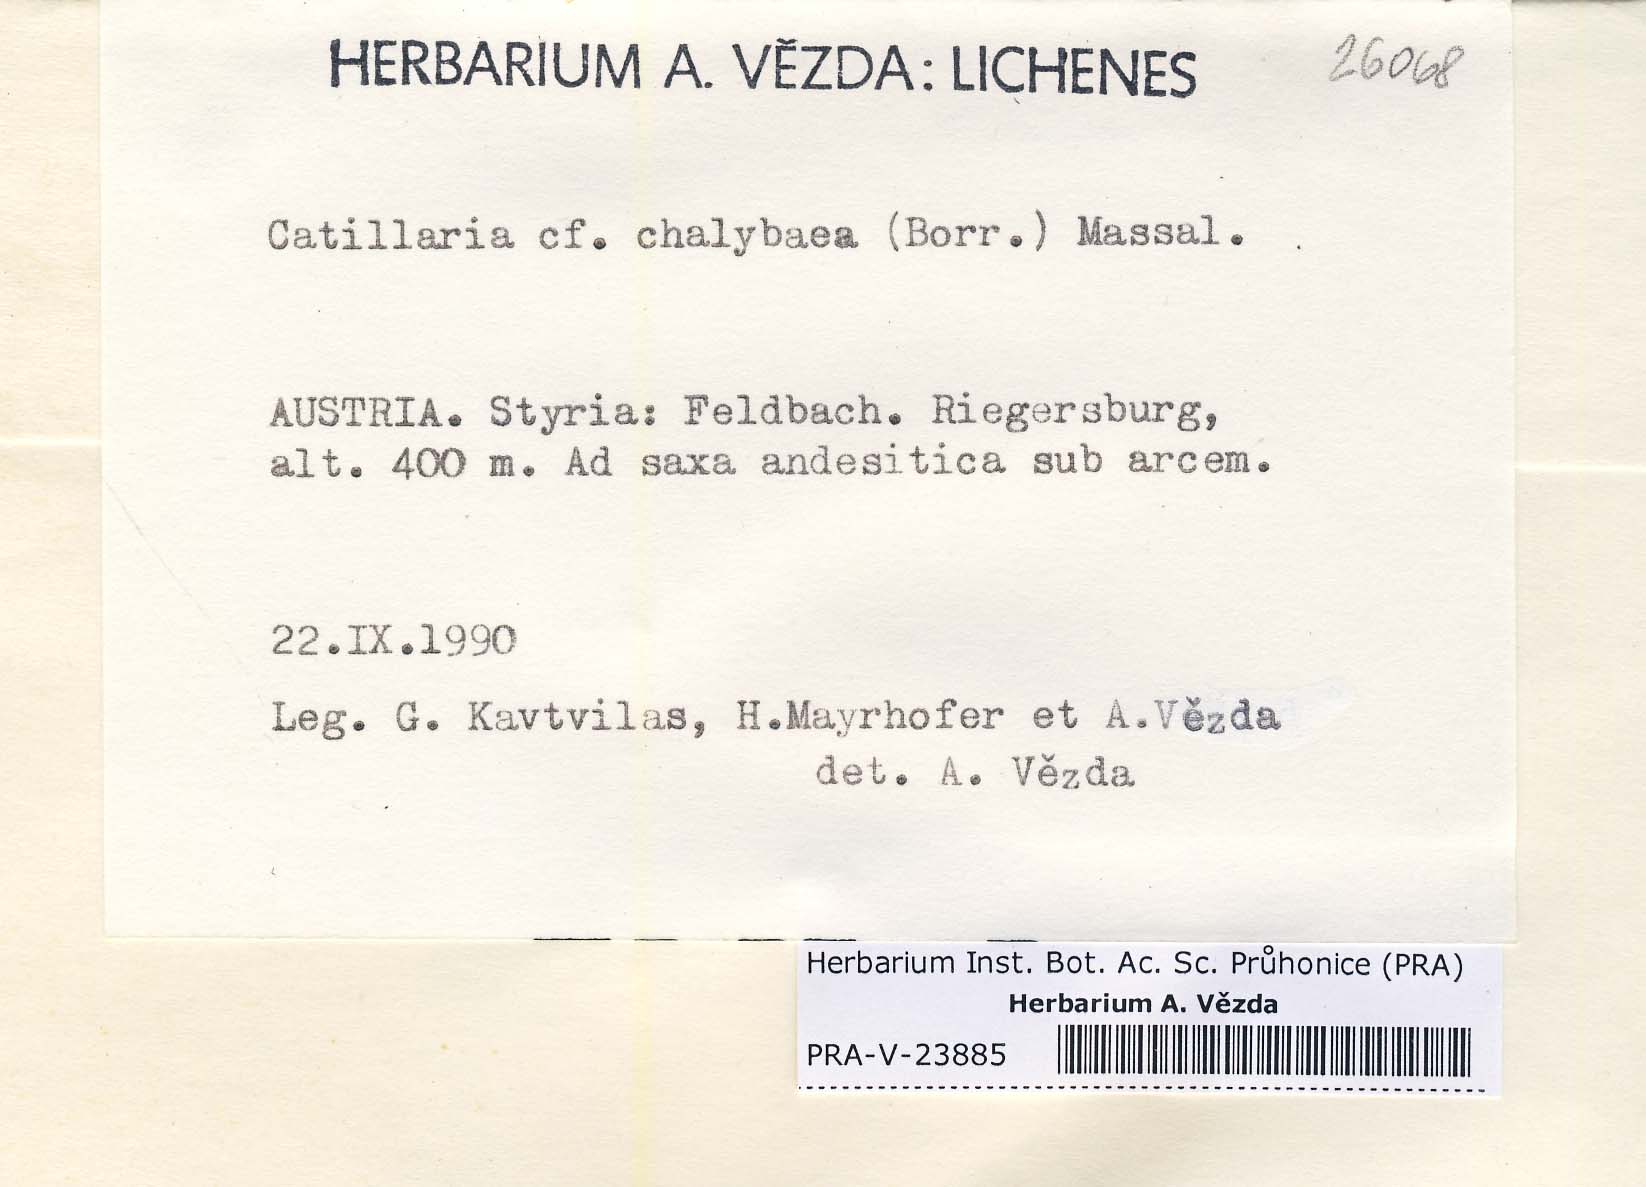 HERBARIUM A. VĚZDA: LICHENES 26068
Catillaria cf. chalybaea (Borr.) Massal.
AUSTRIA. Styria: Feldbach. Riegersburg,
alt. 400 m. Ad saxa andesitica sub arcem.
22.IX.1990
Leg. G. Kavtvilas, H.Mayrhofer et A.Vězda
det. A. Vězda
Herbarium Inst. Bot. Ac. Sc. Průhonice (PRA)
Herbarium A. Vězda
PRA-V-23885